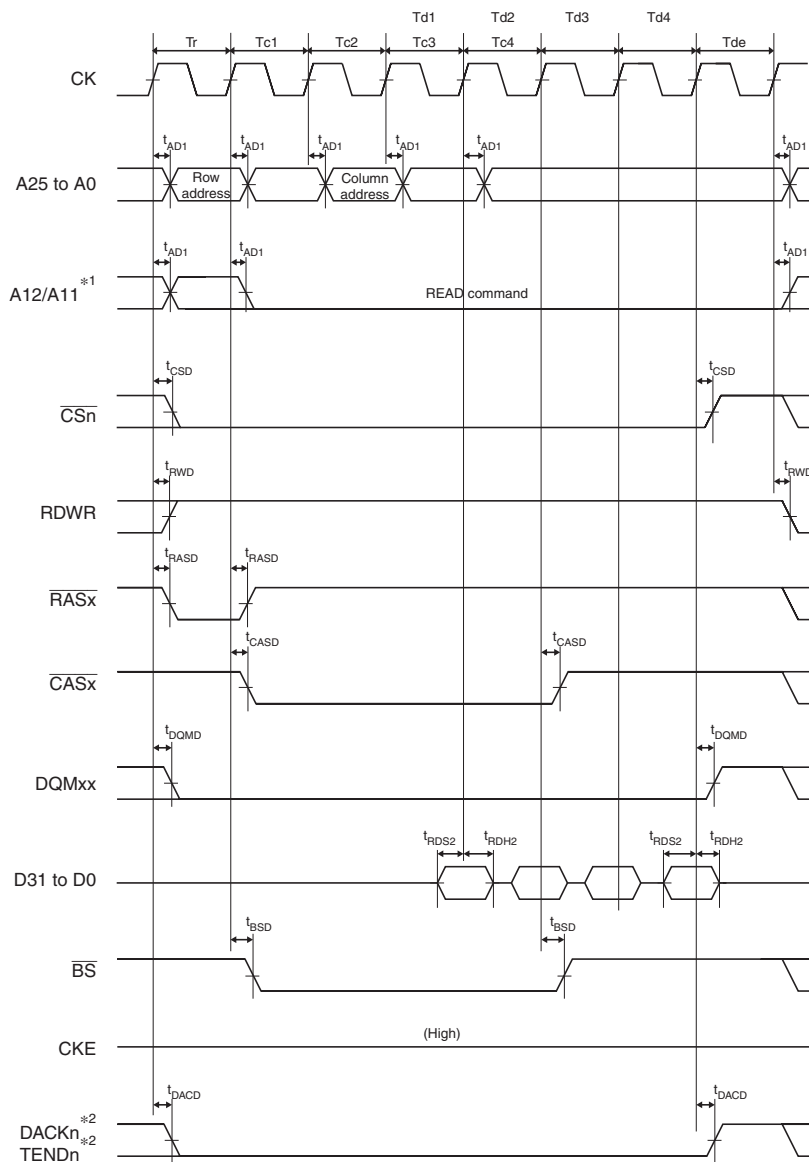 Td1 Td2 Td3 Td4
Tr Tc1 Tc2 Tc3 Tc4 Tde
CK
tAD1 tAD1 tAD1 tAD1 tAD1 tAD1
A25 to A0
Row address
Column address
tAD1 tAD1 tAD1
A12/A11*1
READ command
tCSD tCSD
CSn
tRWD tRWD
RDWR
tRASD tRASD
RASx
tCASD tCASD
CASx
tDQMD tDQMD
DQMxx
tRDS2 tRDH2 tRDS2 tRDH2
D31 to D0
tBSD tBSD
BS
(High)
CKE
tDACD tDACD
DACKn*2
TENDn*2